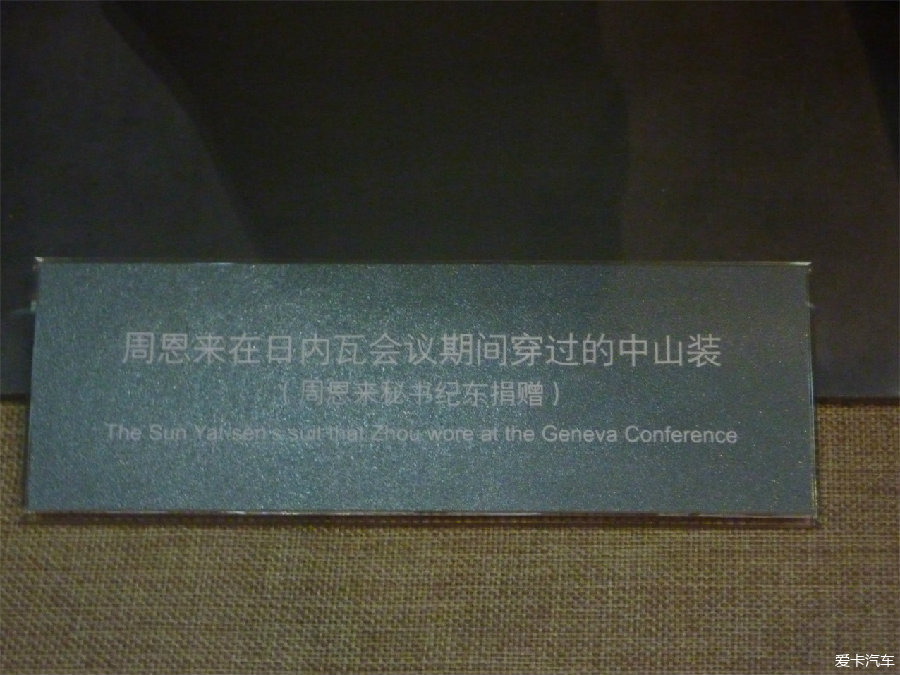 周恩来在日内瓦会议期间穿过的中山装
（周恩来秘书纪东捐赠）
The Sun Yat-sen's suit that Zhou wore at the Geneva Conference
爱卡汽车